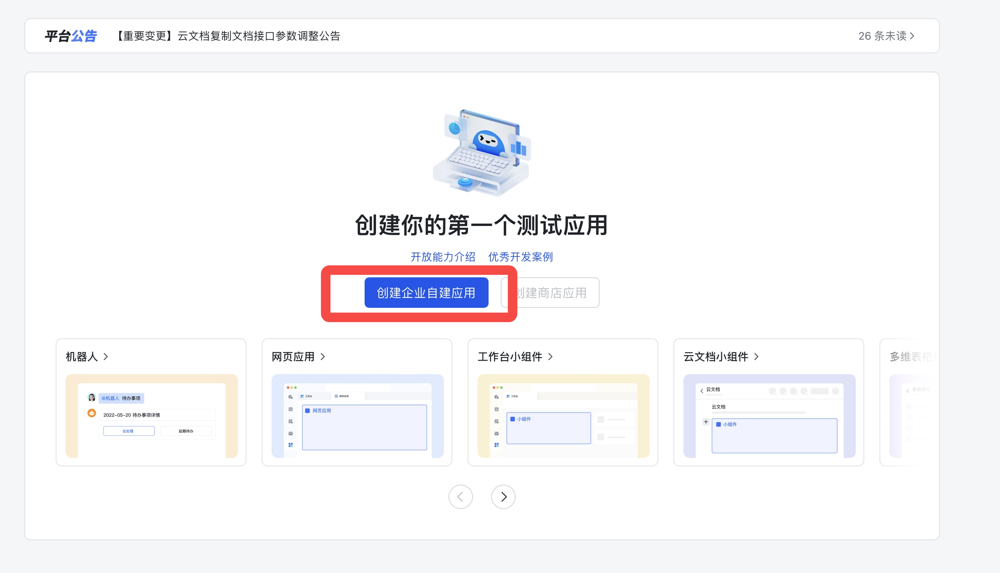 平台公告 【重要变更】云文档复制文档接口参数调整公告 26 条未读
创建你的第一个测试应用
开放能力介绍 优秀开发案例
创建企业自建应用 创建商店应用
机器人
@机器人 待办事项
2022-05-20 待办事项详情
去处理 延期待办
网页应用
工作台 网页应用
网页应用
工作台小组件
工作台
小组件
云文档小组件
云文档
云文档
小组件
多维表格
多维表格